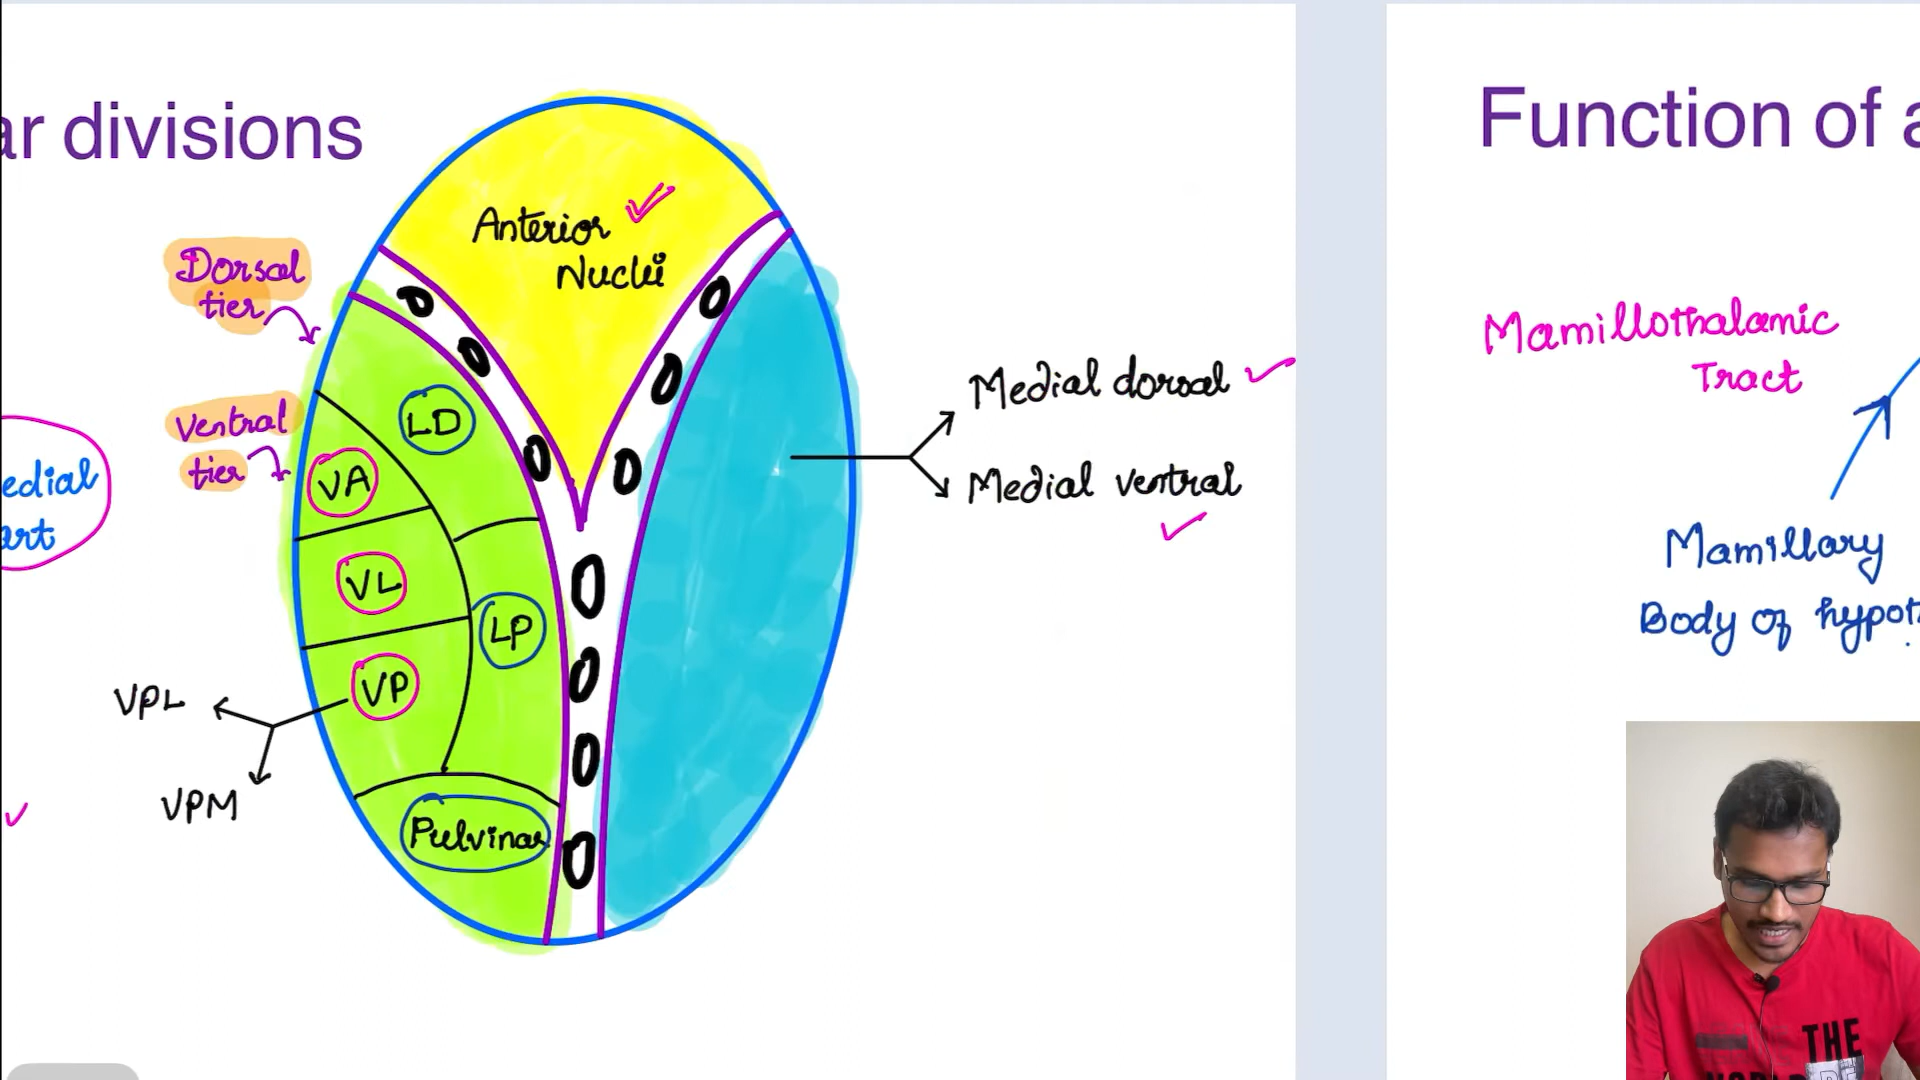 ar divisions
Anterior
Nuclei
Dorsal
tier
Ventral
tier
edial
art
LD
VA
VL
LP
VP
VPL
VPM
Pulvinar
Medial dorsal
Medial ventral
Function of a
Mamillothalamic
Tract
Mamillary
Body of hypot
THE